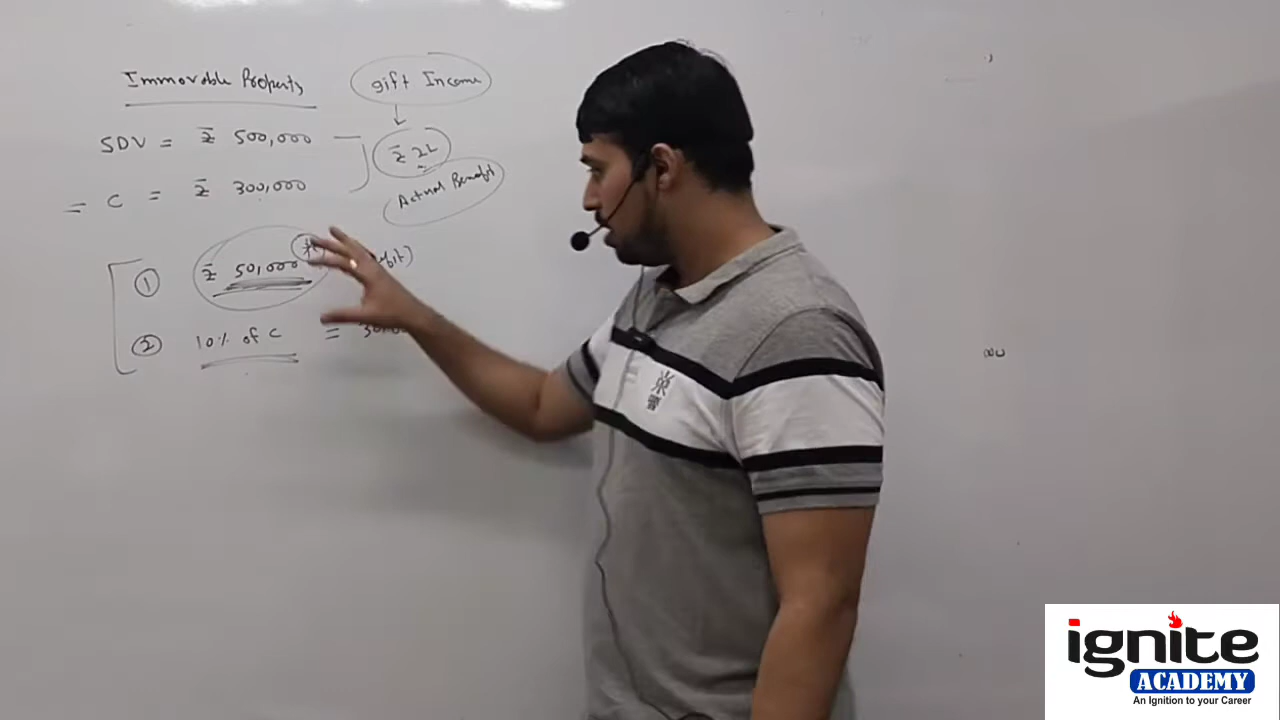 Immovable Property
gift Income
SDV = ₹ 500,000
₹ 2L
= C = ₹ 300,000
Actual Benefit
① ₹ 50,000
② 10% of C =
ignite
ACADEMY
An Ignition to your Career